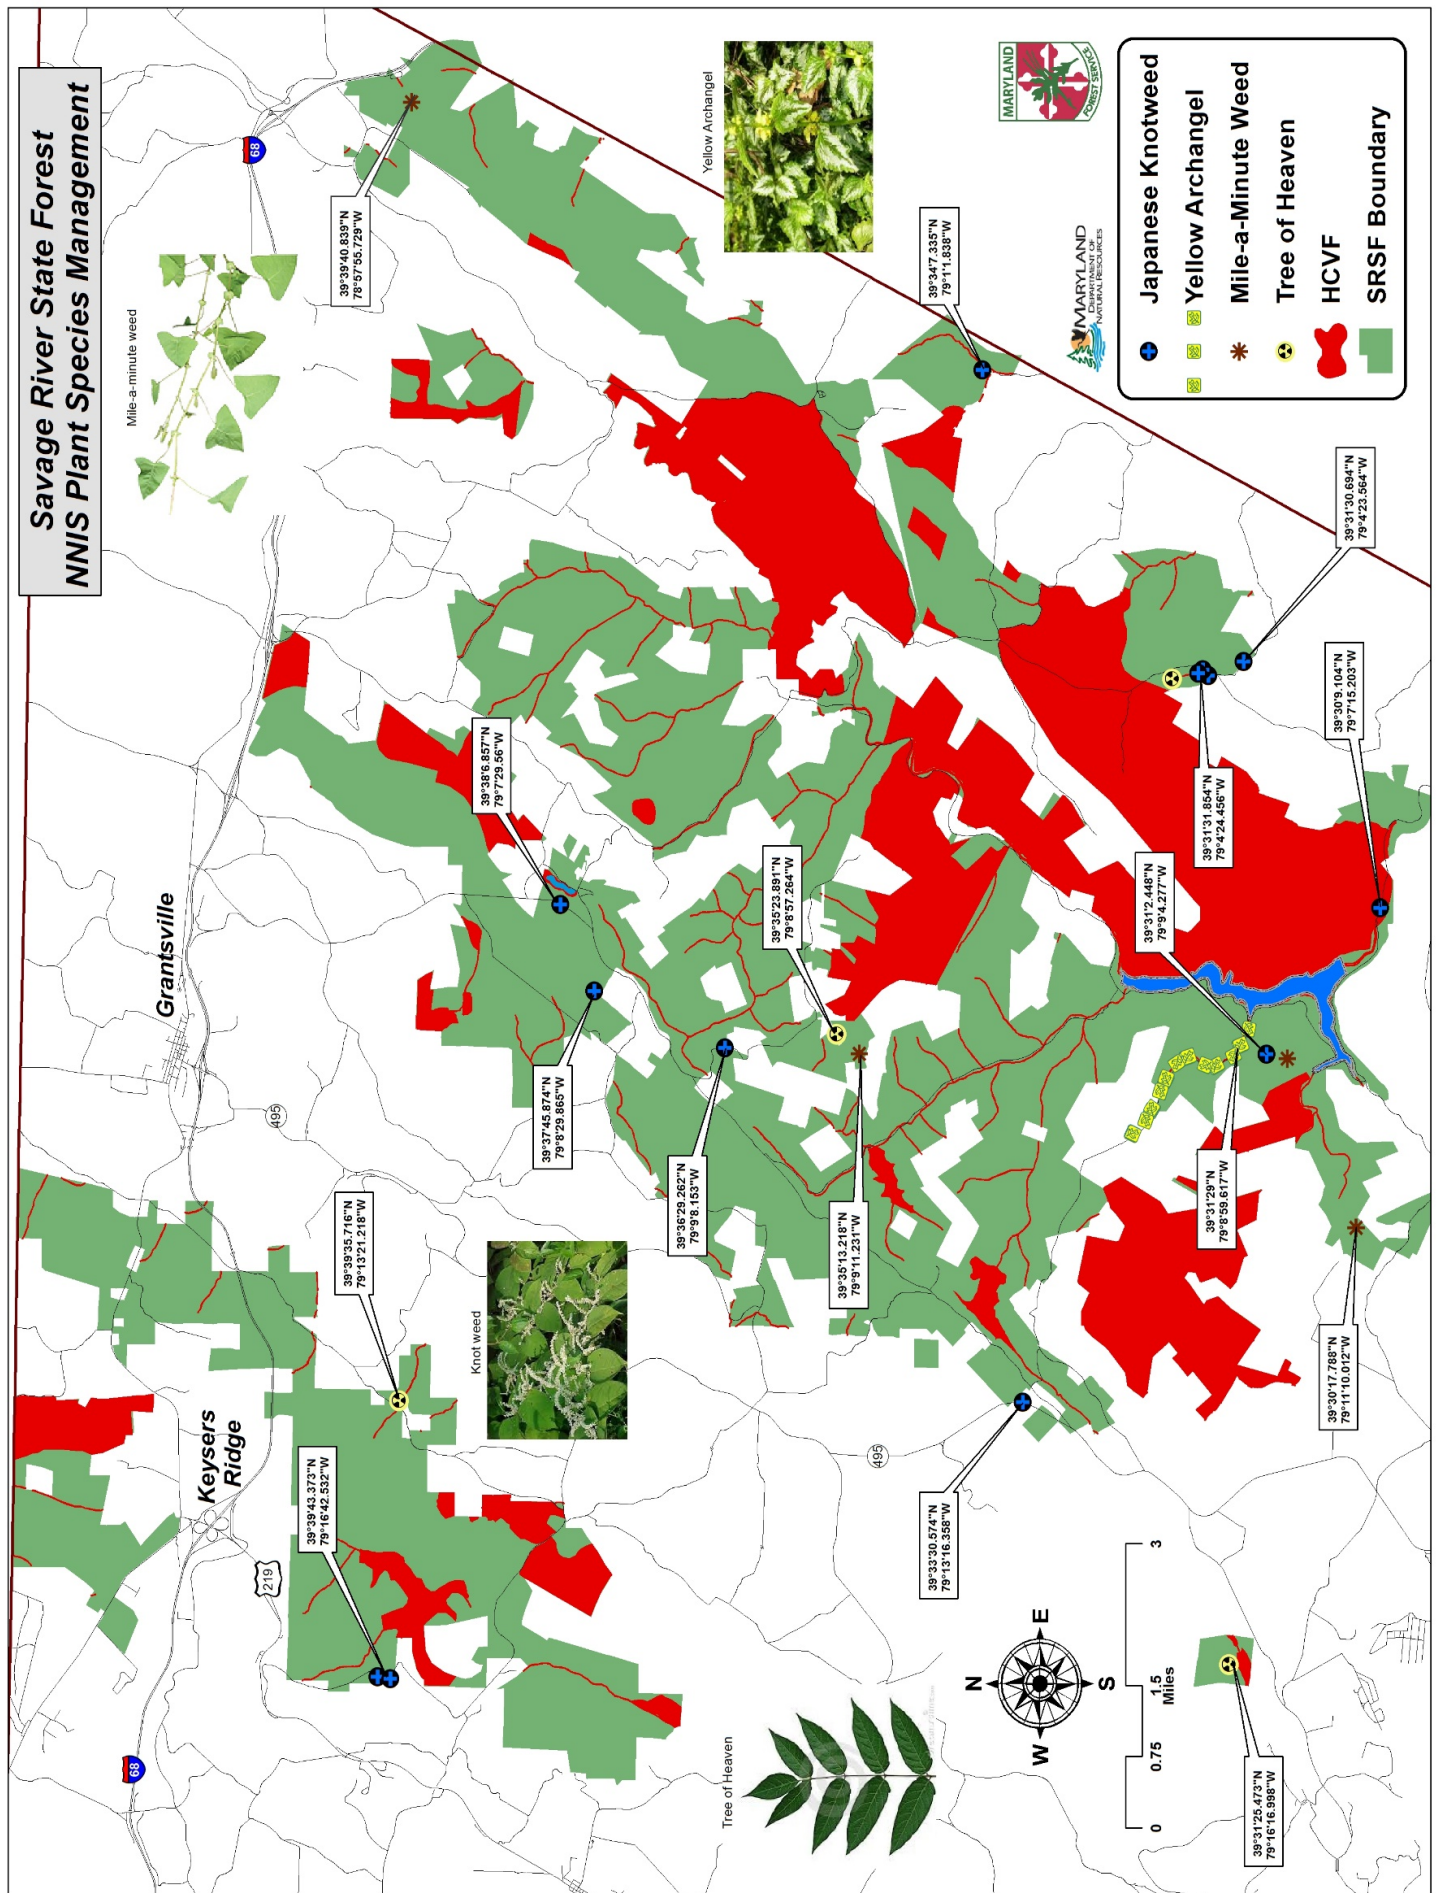 Savage River State Forest
NNIS Plant Species Management
Mile-a-minute weed
68
39°39'40.839"N
78°57'55.729"W
Yellow Archangel
Grantsville
495
Keysers
Ridge
219
68
39°39'35.716"N
79°13'21.218"W
39°39'43.373"N
79°16'42.532"W
Knot weed
39°38'6.857"N
79°7'29.56"W
39°37'45.874"N
79°8'29.865"W
39°36'29.262"N
79°9'8.153"W
39°35'23.891"N
79°8'57.264"W
39°35'13.218"N
79°9'11.231"W
39°34'7.335"N
79°1'1.838"W
495
39°33'30.574"N
79°13'16.358"W
39°31'2.448"N
79°9'4.277"W
39°31'31.854"N
79°4'24.456"W
39°31'30.694"N
79°4'23.564"W
39°30'9.104"N
79°7'15.203"W
39°31'29"N
79°8'59.617"W
39°30'17.788"N
79°11'10.012"W
39°31'25.473"N
79°16'16.998"W
Tree of Heaven
N
W
E
S
0
0.75
1.5
3
Miles
MARYLAND
FOREST SERVICE
MARYLAND
DEPARTMENT OF
NATURAL RESOURCES
Japanese Knotweed
Yellow Archangel
Mile-a-Minute Weed
Tree of Heaven
HCVF
SRSF Boundary